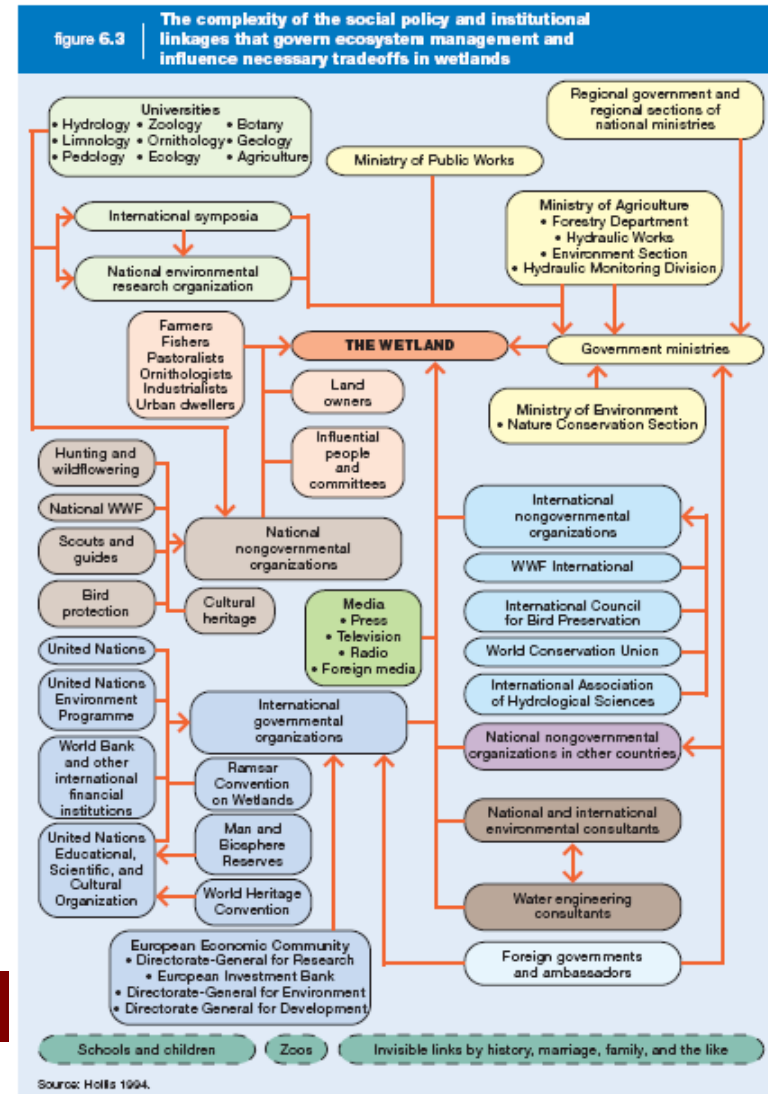 figure 6.3
The complexity of the social policy and institutional
linkages that govern ecosystem management and
influence necessary tradeoffs in wetlands
Universities
• Hydrology • Zoology • Botany
• Limnology • Ornithology • Geology
• Pedology • Ecology • Agriculture
Regional government and
regional sections of
national ministries
Ministry of Public Works
International symposia
Ministry of Agriculture
• Forestry Department
• Hydraulic Works
• Environment Section
• Hydraulic Monitoring Division
National environmental
research organization
Farmers
Fishers
Pastoralists
Ornithologists
Industrialists
Urban dwellers
THE WETLAND
Government ministries
Land
owners
Ministry of Environment
• Nature Conservation Section
Influential
people
and
committees
Hunting and
wildflowering
National WWF
Scouts and
guides
Bird
protection
National
nongovernmental
organizations
Cultural
heritage
International
nongovernmental
organizations
WWF International
International Council
for Bird Preservation
World Conservation Union
International Association
of Hydrological Sciences
Media
• Press
• Television
• Radio
• Foreign media
United Nations
United Nations
Environment
Programme
World Bank
and other
international
financial
institutions
United Nations
Educational,
Scientific, and
Cultural
Organization
International
governmental
organizations
Ramsar
Convention
on Wetlands
Man and
Biosphere
Reserves
World Heritage
Convention
National nongovernmental
organizations in other countries
National and international
environmental consultants
Water engineering
consultants
European Economic Community
• Directorate-General for Research
• European Investment Bank
• Directorate-General for Environment
• Directorate General for Development
Foreign governments
and ambassadors
Schools and children
Zoos
Invisible links by history, marriage, family, and the like
Source: Hollis 1994.